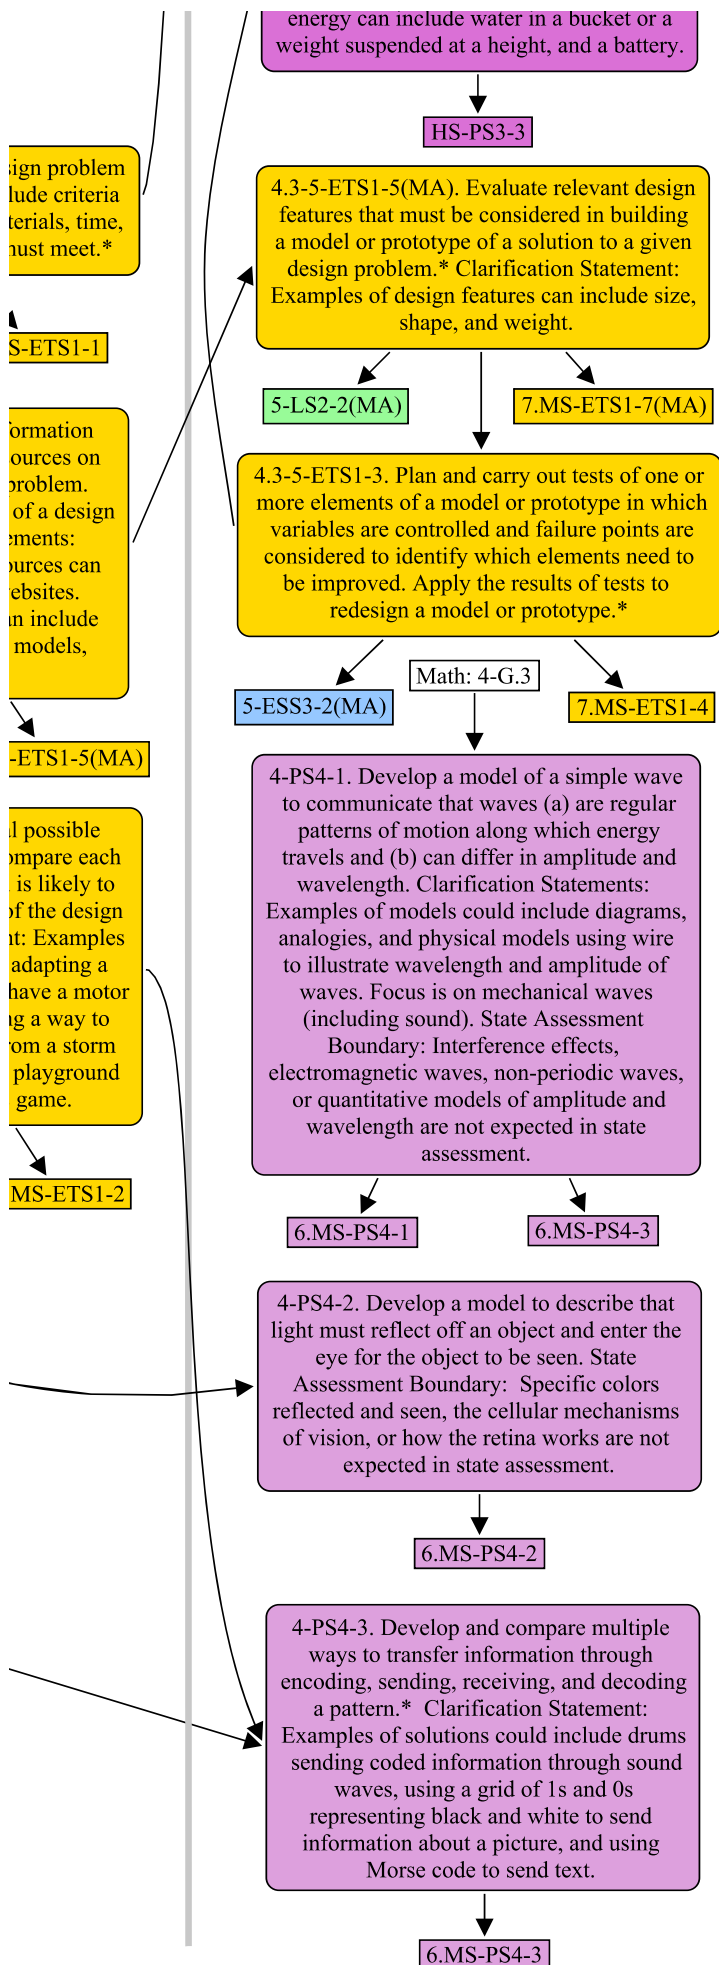 energy can include water in a bucket or a
weight suspended at a height, and a battery.
HS-PS3-3
design problem
include criteria
materials, time,
must meet.*
S-ETS1-1
4.3-5-ETS1-5(MA). Evaluate relevant design
features that must be considered in building
a model or prototype of a solution to a given
design problem.* Clarification Statement:
Examples of design features can include size,
shape, and weight.
5-LS2-2(MA)
7.MS-ETS1-7(MA)
formation
sources on
problem.
of a design
ements:
sources can
websites.
an include
models,
-ETS1-5(MA)
4.3-5-ETS1-3. Plan and carry out tests of one or
more elements of a model or prototype in which
variables are controlled and failure points are
considered to identify which elements need to
be improved. Apply the results of tests to
redesign a model or prototype.*
5-ESS3-2(MA)
Math: 4-G.3
7.MS-ETS1-4
al possible
compare each
is likely to
of the design
nt: Examples
adapting a
have a motor
ng a way to
rom a storm
playground
game.
MS-ETS1-2
4-PS4-1. Develop a model of a simple wave
to communicate that waves (a) are regular
patterns of motion along which energy
travels and (b) can differ in amplitude and
wavelength. Clarification Statements:
Examples of models could include diagrams,
analogies, and physical models using wire
to illustrate wavelength and amplitude of
waves. Focus is on mechanical waves
(including sound). State Assessment
Boundary: Interference effects,
electromagnetic waves, non-periodic waves,
or quantitative models of amplitude and
wavelength are not expected in state
assessment.
6.MS-PS4-1
6.MS-PS4-3
4-PS4-2. Develop a model to describe that
light must reflect off an object and enter the
eye for the object to be seen. State
Assessment Boundary: Specific colors
reflected and seen, the cellular mechanisms
of vision, or how the retina works are not
expected in state assessment.
6.MS-PS4-2
4-PS4-3. Develop and compare multiple
ways to transfer information through
encoding, sending, receiving, and decoding
a pattern.* Clarification Statement:
Examples of solutions could include drums
sending coded information through sound
waves, using a grid of 1s and 0s
representing black and white to send
information about a picture, and using
Morse code to send text.
6.MS-PS4-3